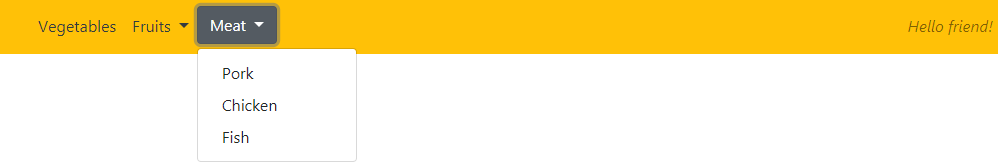 Vegetables Fruits Meat Hello friend!
Pork
Chicken
Fish